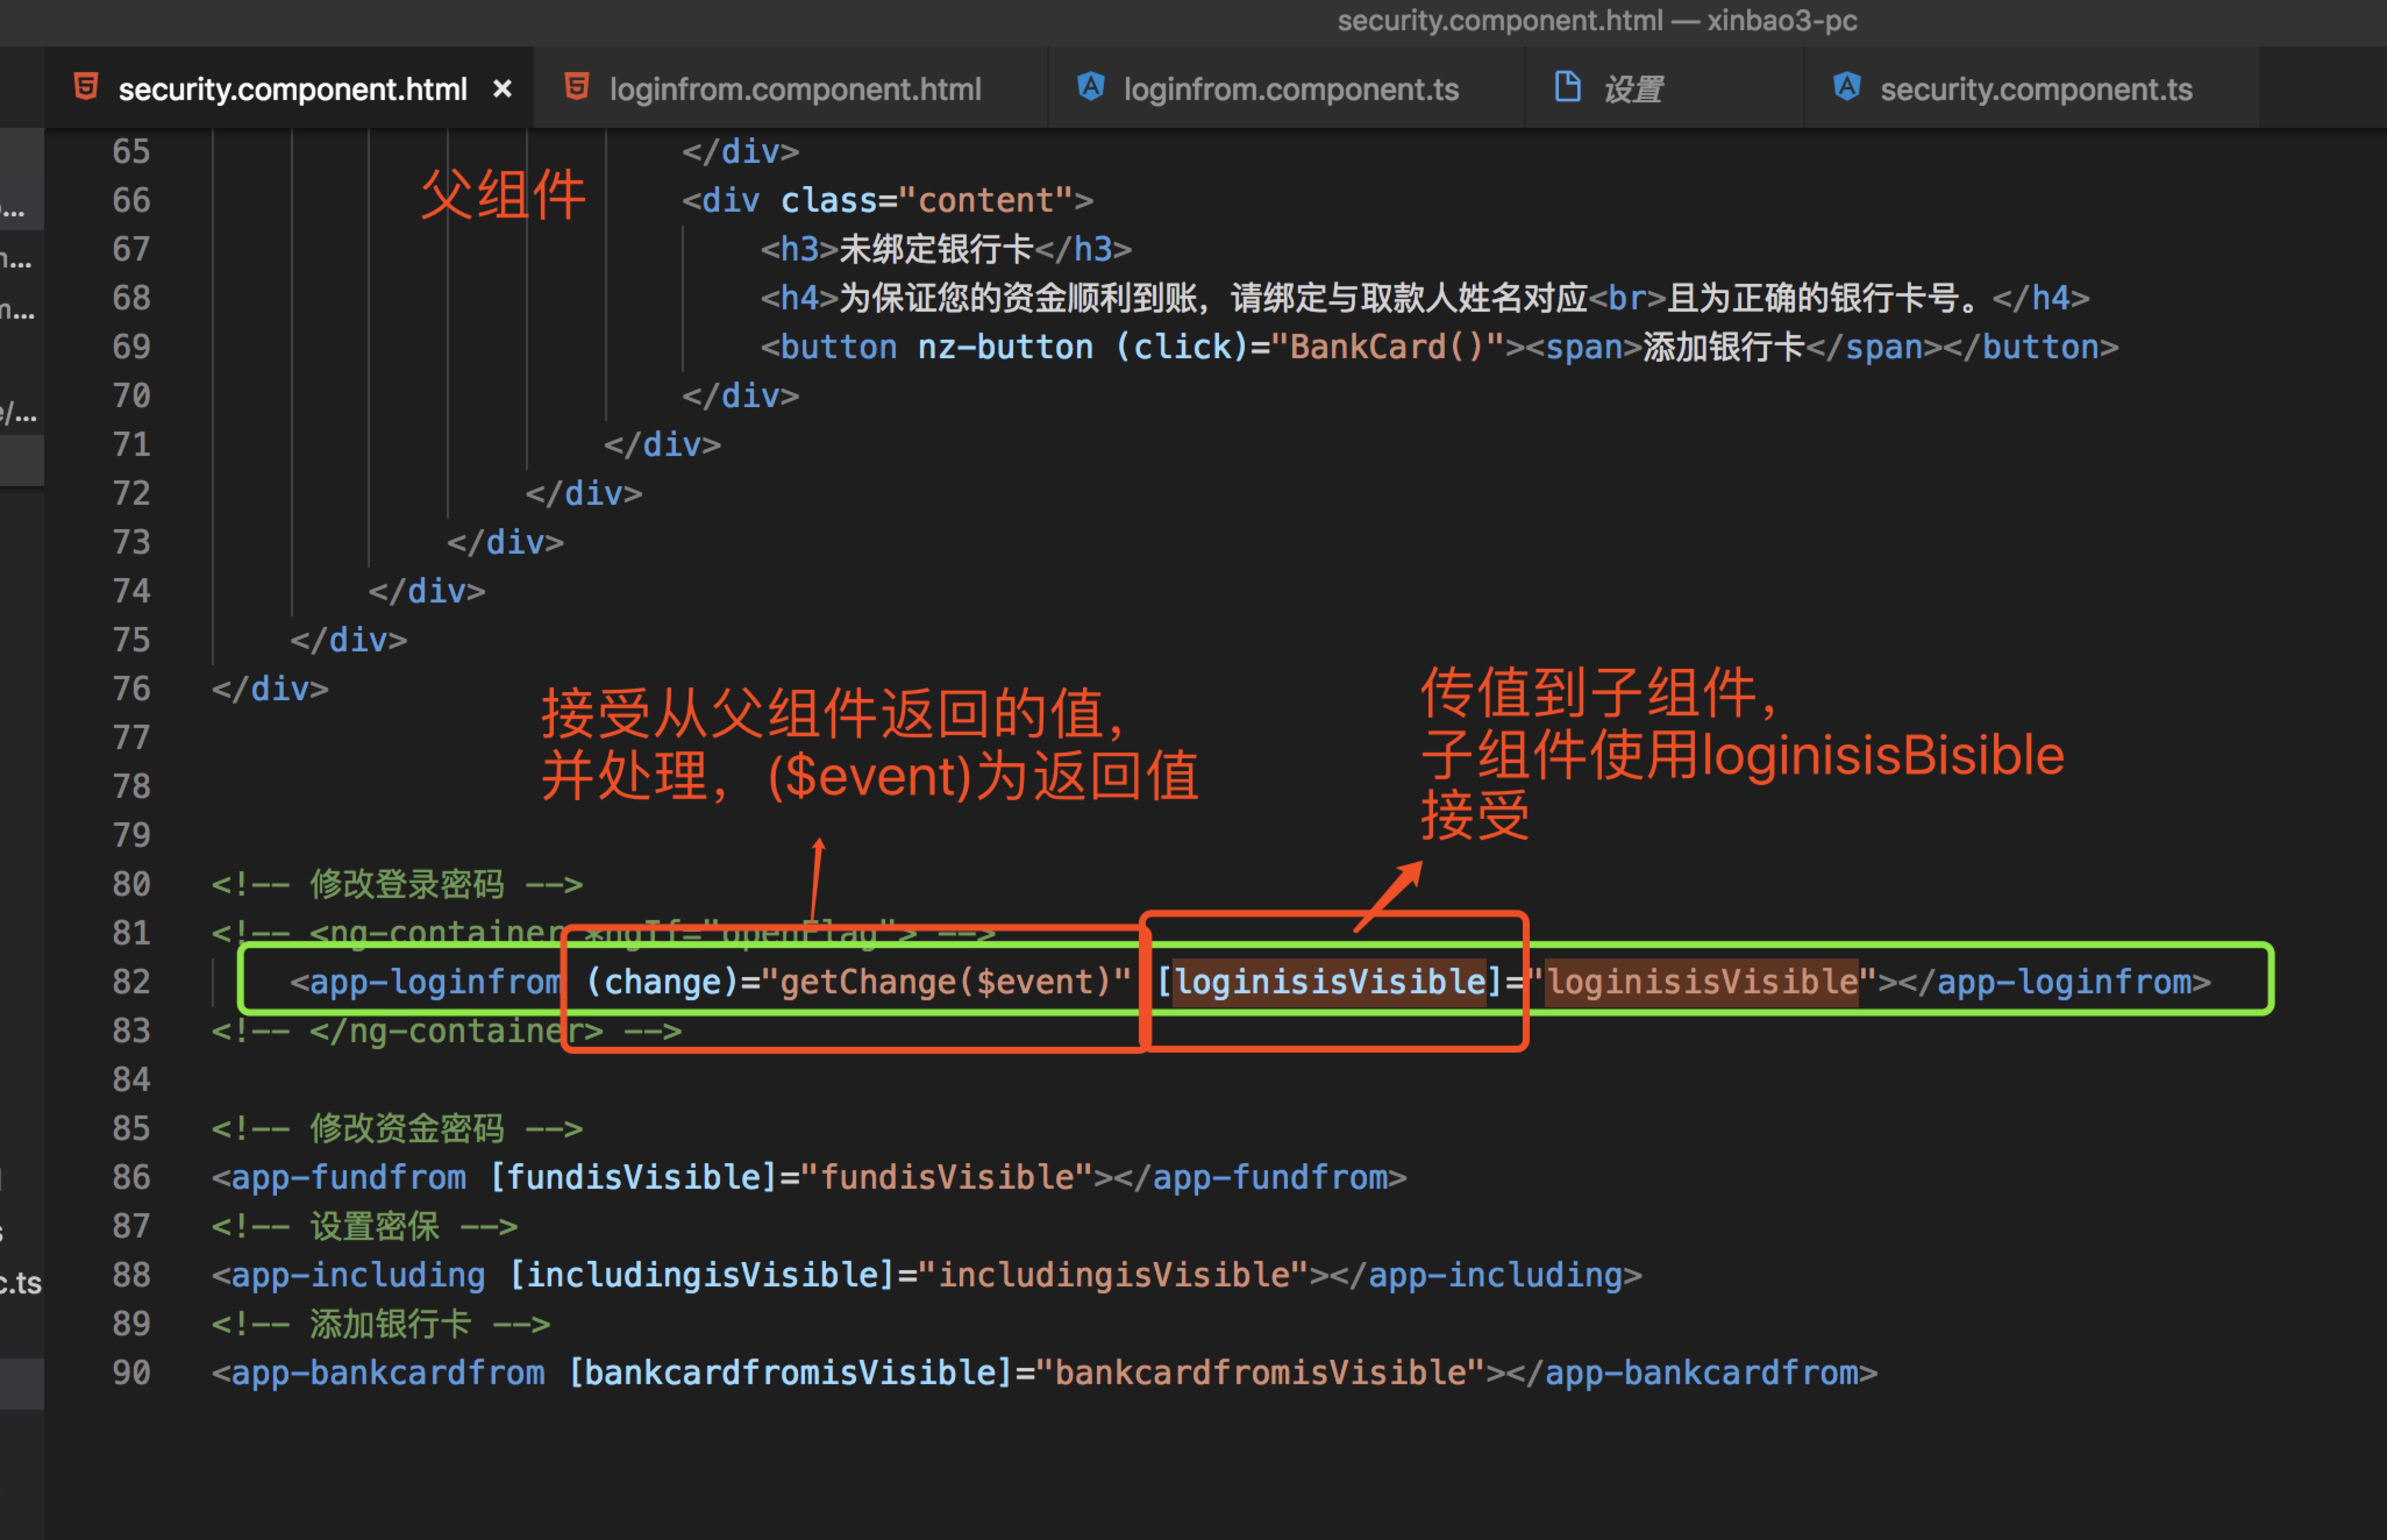 security.component.html — xinbao3-pc
security.component.html ×
loginfrom.component.html
loginfrom.component.ts
设置
security.component.ts
65 </div>
父组件
66 <div class="content">
67 <h3>未绑定银行卡</h3>
68 <h4>为保证您的资金顺利到账，请绑定与取款人姓名对应<br>且为正确的银行卡号。</h4>
69 <button nz-button (click)="BankCard()"><span>添加银行卡</span></button>
70 </div>
71 </div>
72 </div>
73 </div>
74 </div>
75 </div>
76 </div>
接受从父组件返回的值，
并处理，($event)为返回值
传值到子组件，
子组件使用loginisisBisible
接受
77
78
79
80 <!-- 修改登录密码 -->
81 <!-- <ng-container *ngIf="openFlag"> -->
82 <app-loginfrom (change)="getChange($event)" [loginisisVisible]="loginisisVisible"></app-loginfrom>
83 <!-- </ng-container> -->
84
85 <!-- 修改资金密码 -->
86 <app-fundfrom [fundisVisible]="fundisVisible"></app-fundfrom>
87 <!-- 设置密保 -->
88 <app-including [includingisVisible]="includingisVisible"></app-including>
89 <!-- 添加银行卡 -->
90 <app-bankcardfrom [bankcardfromisVisible]="bankcardfromisVisible"></app-bankcardfrom>
c.ts